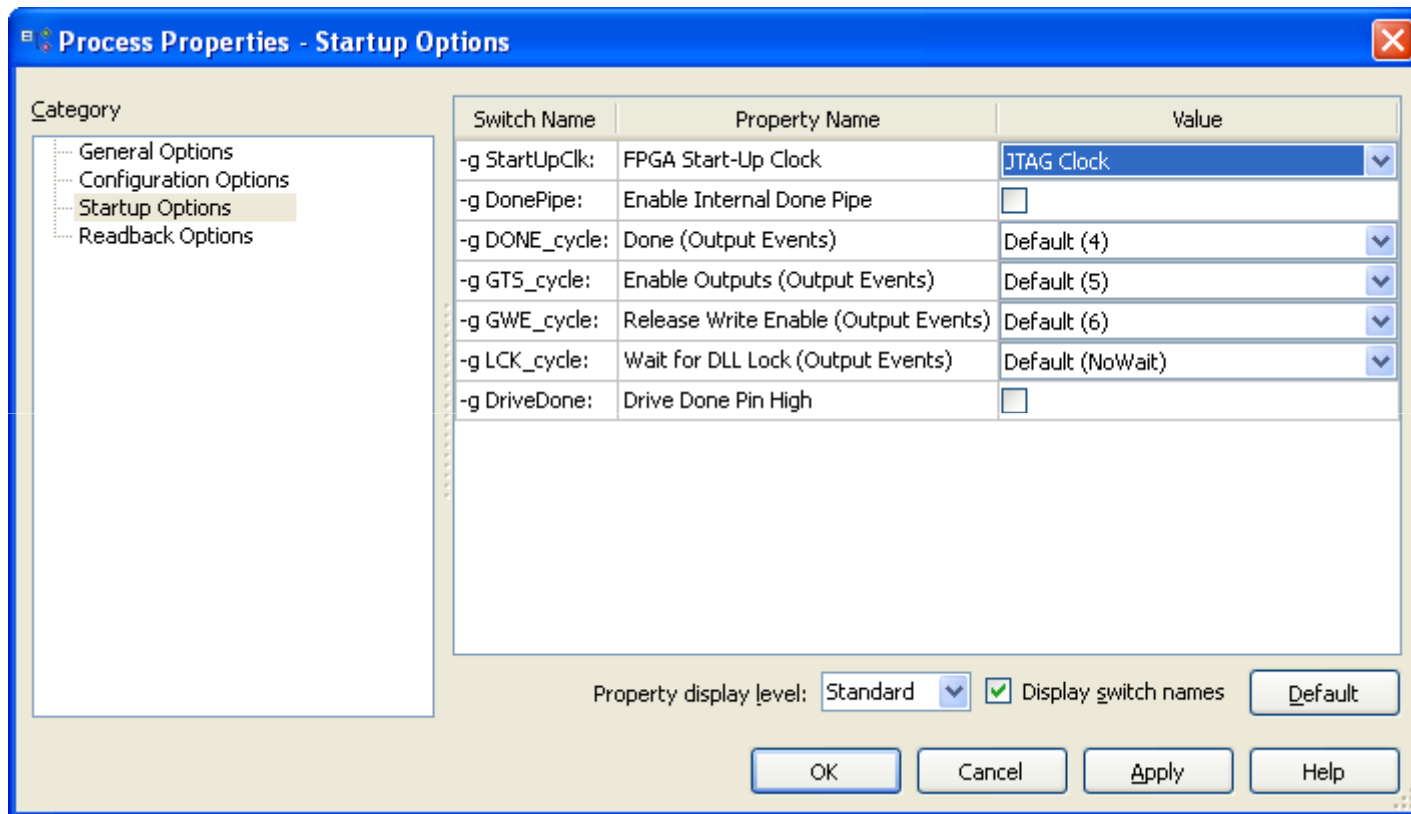 Process Properties - Startup Options
Category
General Options
Configuration Options
Startup Options
Readback Options
Switch Name Property Name Value
-g StartUpClk: FPGA Start-Up Clock JTAG Clock
-g DonePipe: Enable Internal Done Pipe
-g DONE_cycle: Done (Output Events) Default (4)
-g GTS_cycle: Enable Outputs (Output Events) Default (5)
-g GWE_cycle: Release Write Enable (Output Events) Default (6)
-g LCK_cycle: Wait for DLL Lock (Output Events) Default (NoWait)
-g DriveDone: Drive Done Pin High
Property display level: Standard Display switch names Default
OK Cancel Apply Help